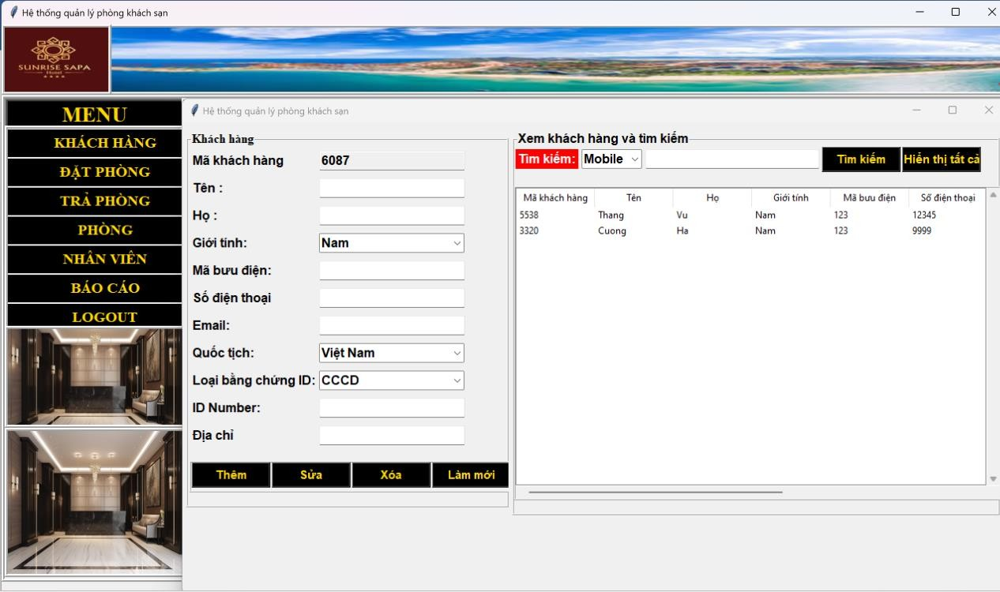 Hệ thống quản lý phòng khách sạn
SUNRISE SAPA
Hotel
MENU
KHÁCH HÀNG
ĐẶT PHÒNG
TRẢ PHÒNG
PHÒNG
NHÂN VIÊN
BÁO CÁO
LOGOUT
Hệ thống quản lý phòng khách sạn
Khách hàng
Mã khách hàng 6087
Tên :
Họ :
Giới tính: Nam
Mã bưu điện:
Số điện thoại
Email:
Quốc tịch: Việt Nam
Loại bằng chứng ID: CCCD
ID Number:
Địa chỉ
Thêm Sửa Xóa Làm mới
Xem khách hàng và tìm kiếm
Tìm kiếm: Mobile Tìm kiếm Hiển thị tất cả
Mã khách hàng Tên Họ Giới tính Mã bưu điện Số điện thoại
5538 Thang Vu Nam 123 12345
3320 Cuong Ha Nam 123 9999